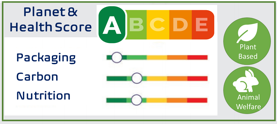 Planet &
Health Score
A B C D E
Packaging
Carbon
Nutrition
Plant
Based
Animal
Welfare